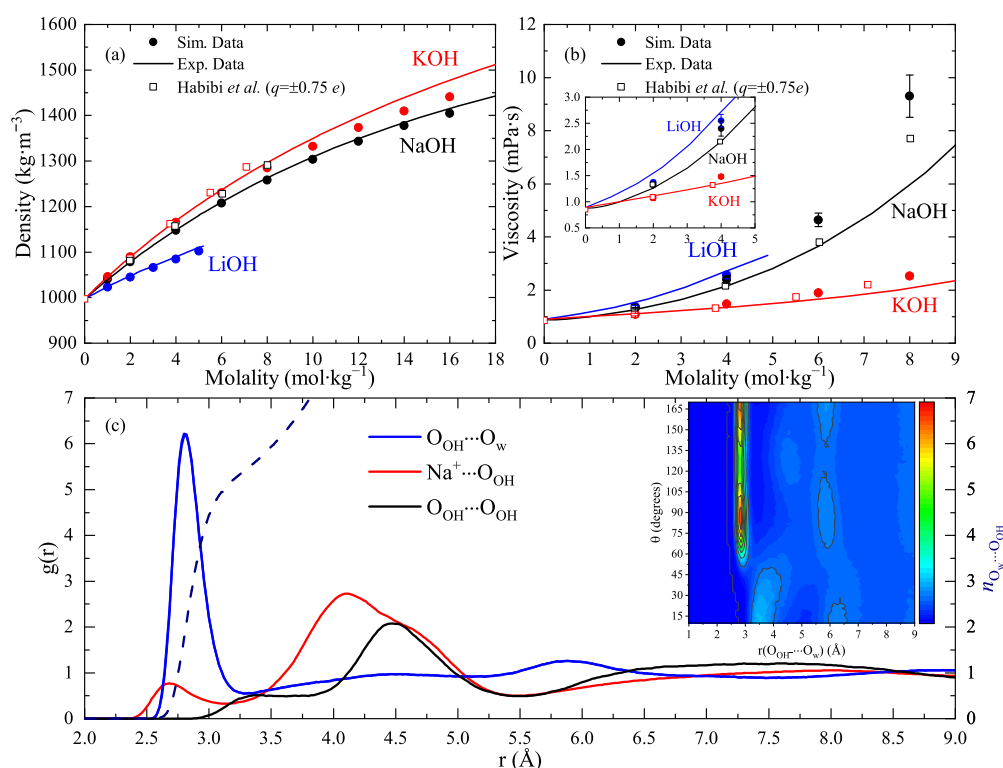 (a)
Sim. Data
Exp. Data
Habibi et al. (q=±0.75 e)
KOH
NaOH
LiOH
1600
1500
1400
1300
1200
1100
1000
900
Density (kg·m⁻³)
0 2 4 6 8 10 12 14 16 18
Molality (mol·kg⁻¹)
(b)
Sim. Data
Exp. Data
Habibi et al. (q=±0.75e)
12
10
8
6
4
2
0
Viscosity (mPa·s)
3.0
2.5
2.0
1.5
1.0
0.5
0 1 2 3 4 5
LiOH
NaOH
KOH
LiOH
NaOH
KOH
0 1 2 3 4 5 6 7 8 9
Molality (mol·kg⁻¹)
(c)
O_OH···O_w
Na⁺···O_OH
O_OH···O_OH
7
6
5
4
3
2
1
0
g(r)
2.0 2.5 3.0 3.5 4.0 4.5 5.0 5.5 6.0 6.5 7.0 7.5 8.0 8.5 9.0
r (Å)
165
150
135
120
105
90
75
60
45
30
15
θ (degrees)
1 2 3 4 5 6 7 8 9
r(O_OH⁻···O_w) (Å)
7
6
5
4
3
2
1
0
n_O_w···O_OH